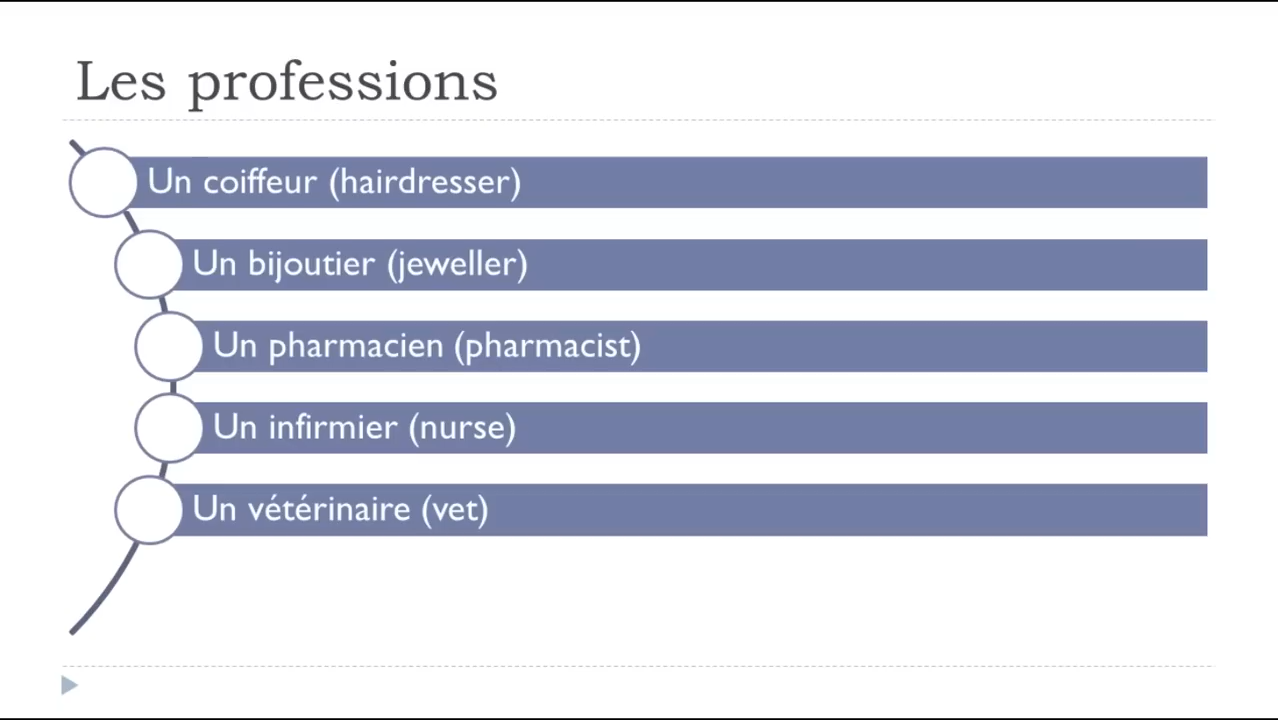 Les professions
Un coiffeur (hairdresser)
Un bijoutier (jeweller)
Un pharmacien (pharmacist)
Un infirmier (nurse)
Un vétérinaire (vet)